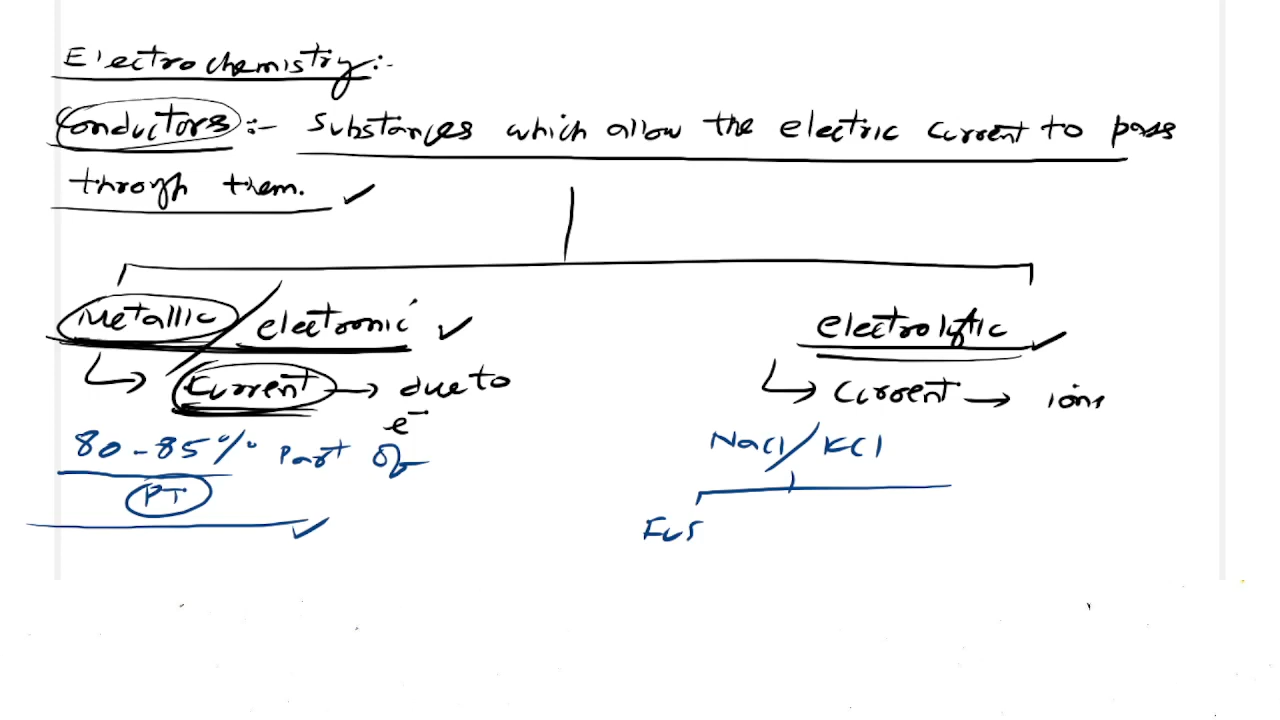 Electrochemistry:-
Conductors :- Substances which allow the electric current to pass
through them. ✓
Metallic / electronic ✓ electrolytic ✓
↳ Current → due to e⁻ ↳ Current → ions
80-85% Part of NaCl/KCl
PT ✓ Fus